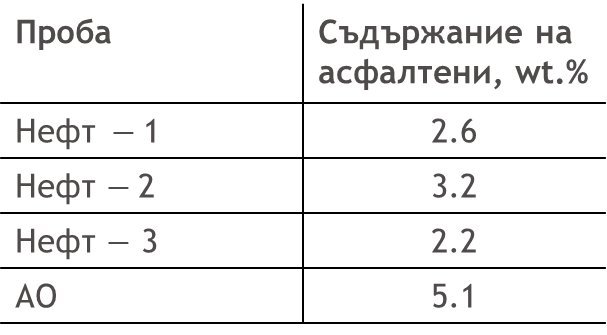 Проба Съдържание на
асфалтени, wt.%
Нефт – 1 2.6
Нефт – 2 3.2
Нефт – 3 2.2
АО 5.1